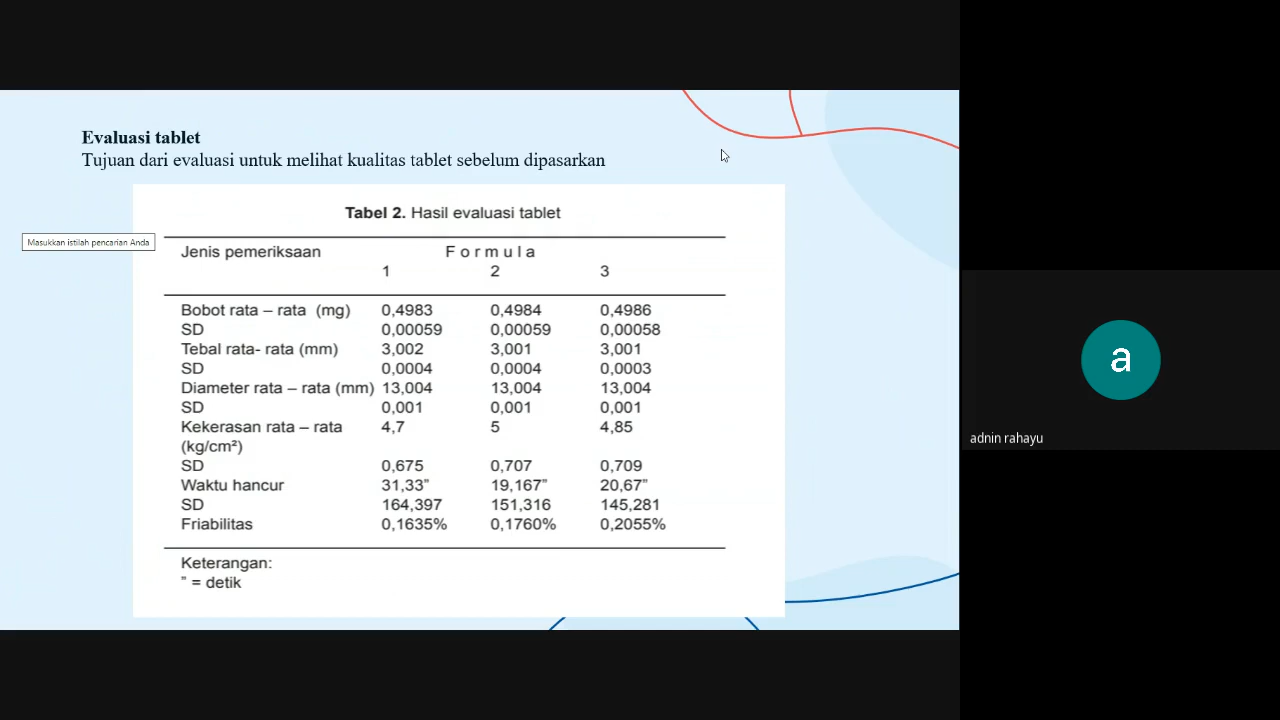 Evaluasi tablet
Tujuan dari evaluasi untuk melihat kualitas tablet sebelum dipasarkan
Masukkan istilah pencarian Anda
Tabel 2. Hasil evaluasi tablet
Jenis pemeriksaan F o r m u l a
1 2 3
Bobot rata – rata (mg) 0,4983 0,4984 0,4986
SD 0,00059 0,00059 0,00058
Tebal rata- rata (mm) 3,002 3,001 3,001
SD 0,0004 0,0004 0,0003
Diameter rata – rata (mm) 13,004 13,004 13,004
SD 0,001 0,001 0,001
Kekerasan rata – rata 4,7 5 4,85
(kg/cm²)
SD 0,675 0,707 0,709
Waktu hancur 31,33” 19,167” 20,67”
SD 164,397 151,316 145,281
Friabilitas 0,1635% 0,1760% 0,2055%
Keterangan:
” = detik
a
adnin rahayu